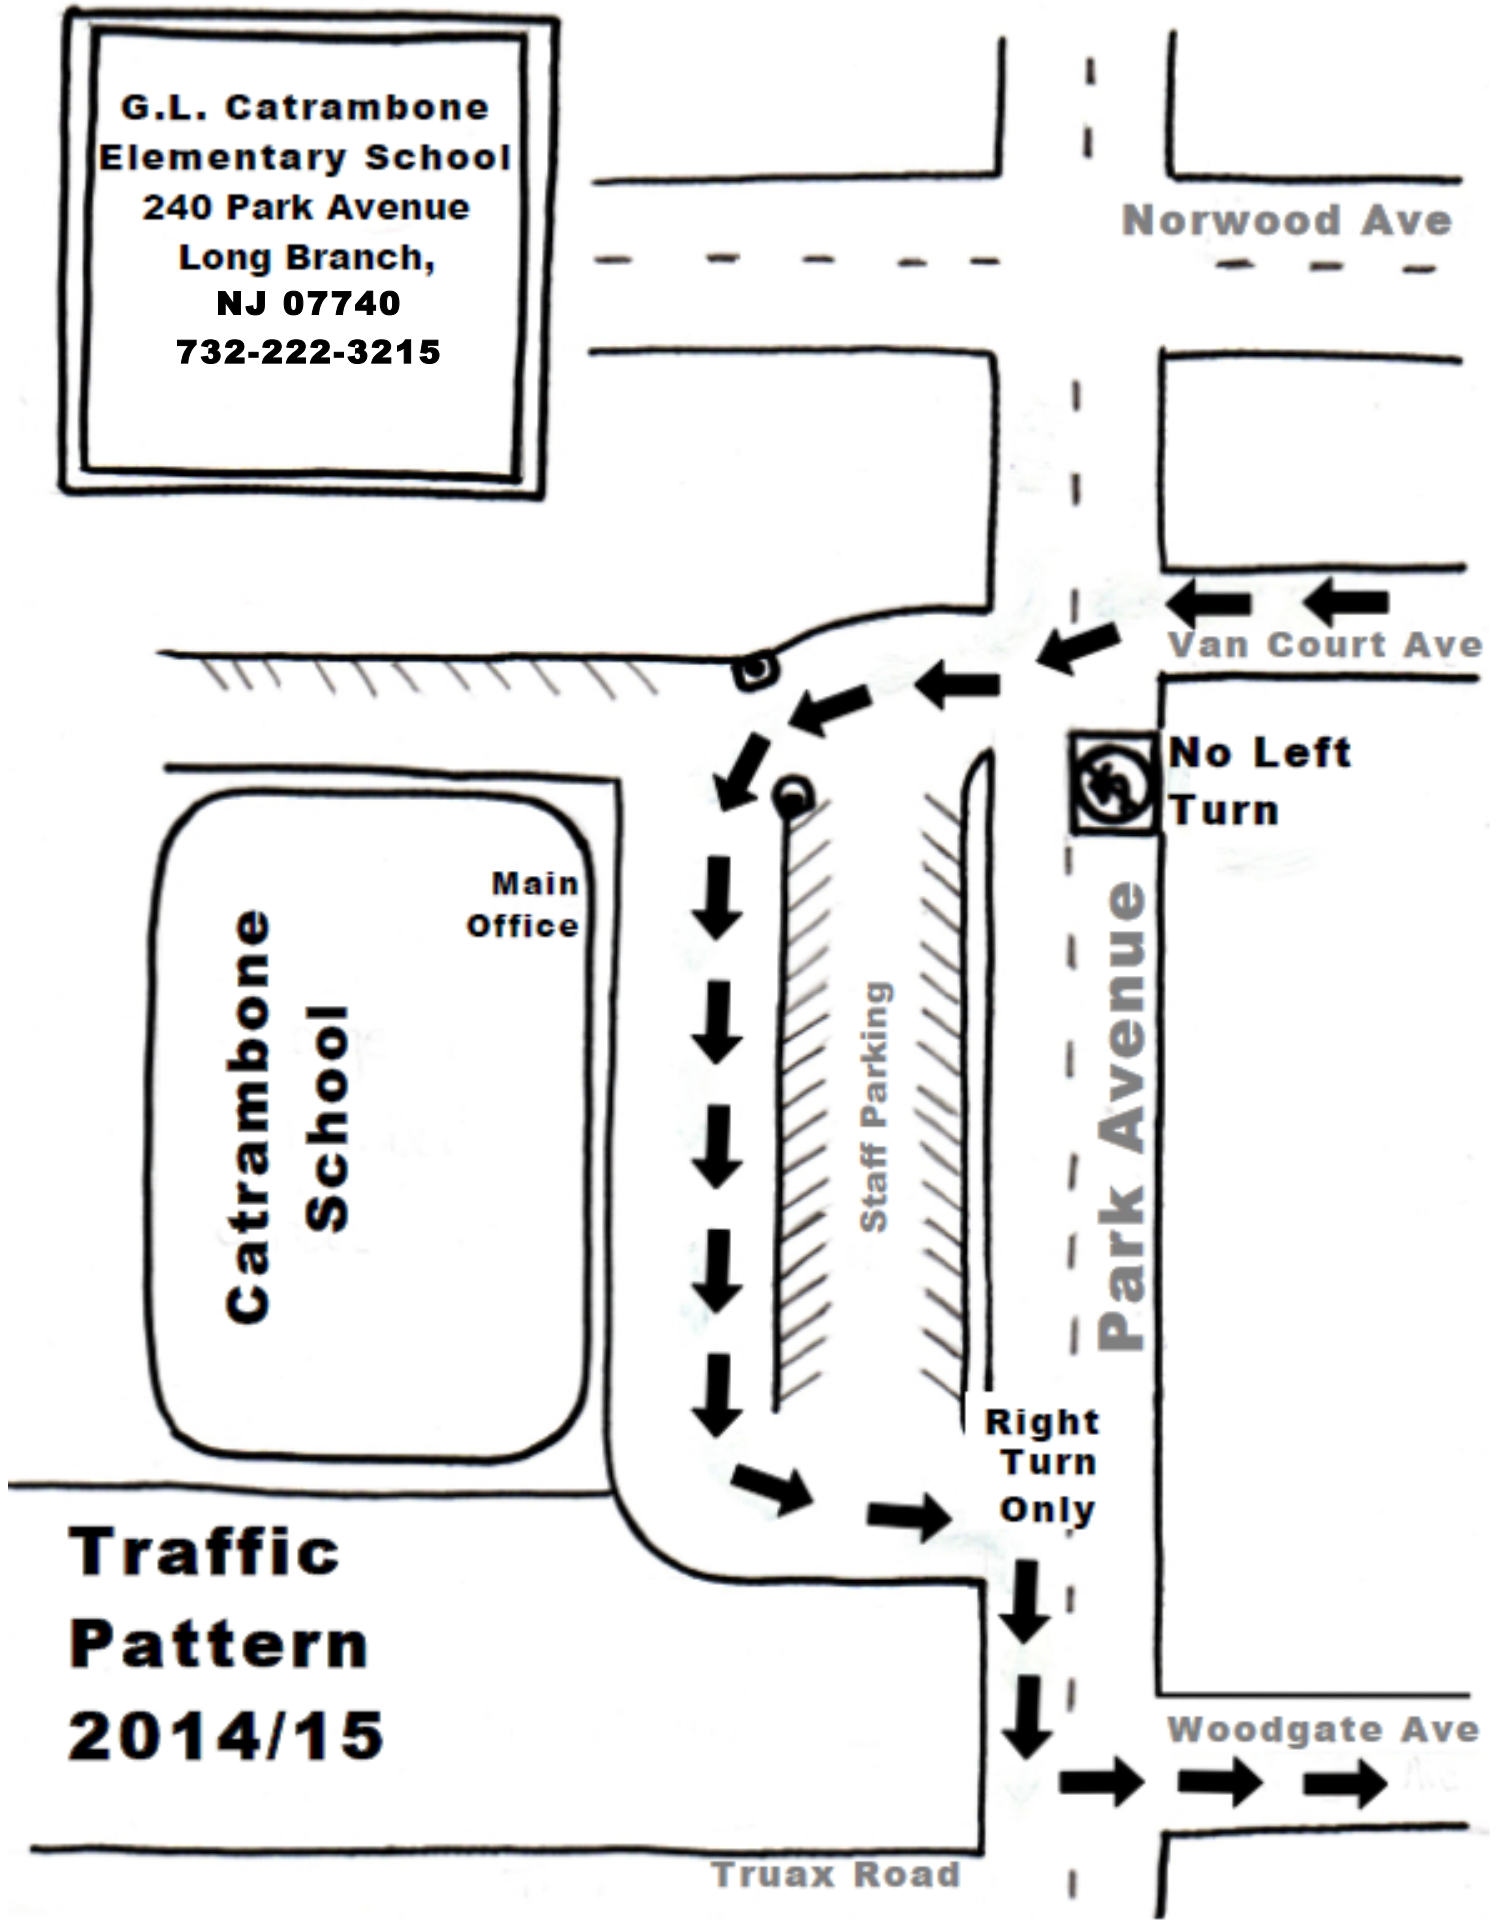 G.L. Catrambone
Elementary School
240 Park Avenue
Long Branch,
NJ 07740
732-222-3215
Norwood Ave
Van Court Ave
No Left
Turn
Main
Office
Catrambone
School
Staff Parking
Park Avenue
Right
Turn
Only
Traffic
Pattern
2014/15
Woodgate Ave
Truax Road